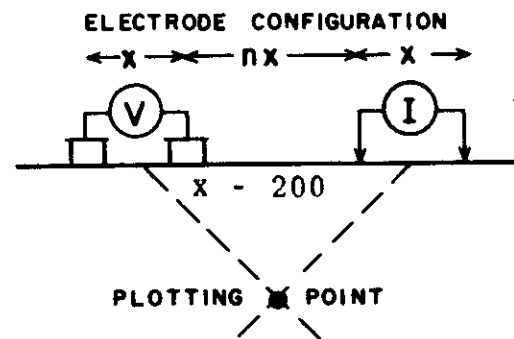 ELECTRODE CONFIGURATION
x nx x
V I
x - 200
PLOTTING POINT